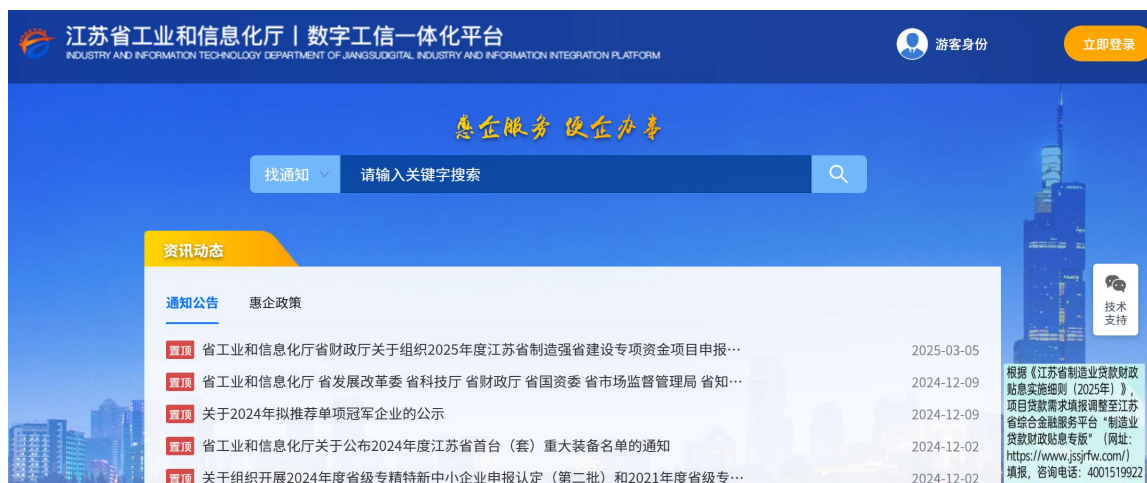 江苏省工业和信息化厅丨数字工信一体化平台
INDUSTRY AND INFORMATION TECHNOLOGY DEPARTMENT OF JIANGSUDIGITAL INDUSTRY AND INFORMATION INTEGRATION PLATFORM
游客身份
立即登录
惠企服务 便企办事
找通知
请输入关键字搜索
资讯动态
通知公告 惠企政策
置顶 省工业和信息化厅省财政厅关于组织2025年度江苏省制造强省建设专项资金项目申报… 2025-03-05
置顶 省工业和信息化厅 省发展改革委 省科技厅 省财政厅 省国资委 省市场监督管理局 省知… 2024-12-09
置顶 关于2024年拟推荐单项冠军企业的公示 2024-12-09
置顶 省工业和信息化厅关于公布2024年度江苏省首台（套）重大装备名单的通知 2024-12-02
置顶 关于组织开展2024年度省级专精特新中小企业申报认定（第二批）和2021年度省级专… 2024-12-02
技术
支持
根据《江苏省制造业贷款财政
贴息实施细则（2025年）》，
项目贷款需求填报调整至江苏
省综合金融服务平台“制造业
贷款财政贴息专版”（网址：
https://www.jssjrfw.com/）
填报，咨询电话：4001519922